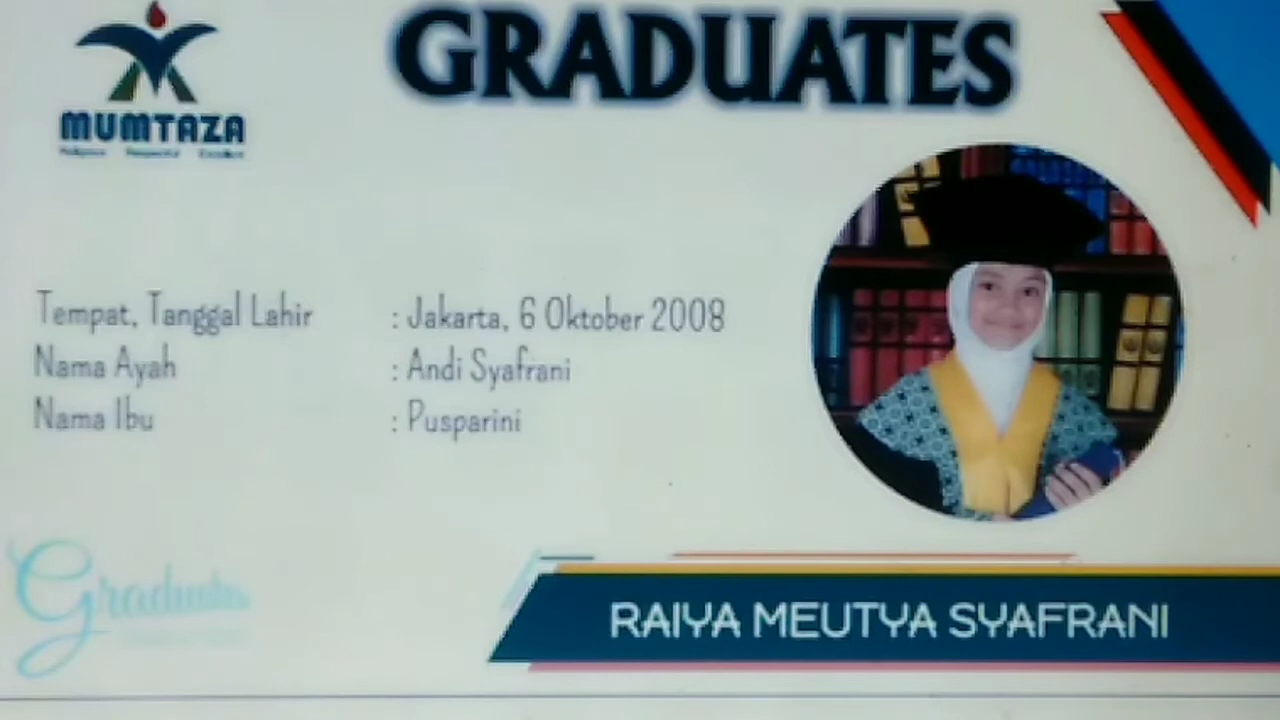 GRADUATES
MUMTAZA
Tempat, Tanggal Lahir : Jakarta, 6 Oktober 2008
Nama Ayah : Andi Syafrani
Nama Ibu : Pusparini
Graduates
RAIYA MEUTYA SYAFRANI